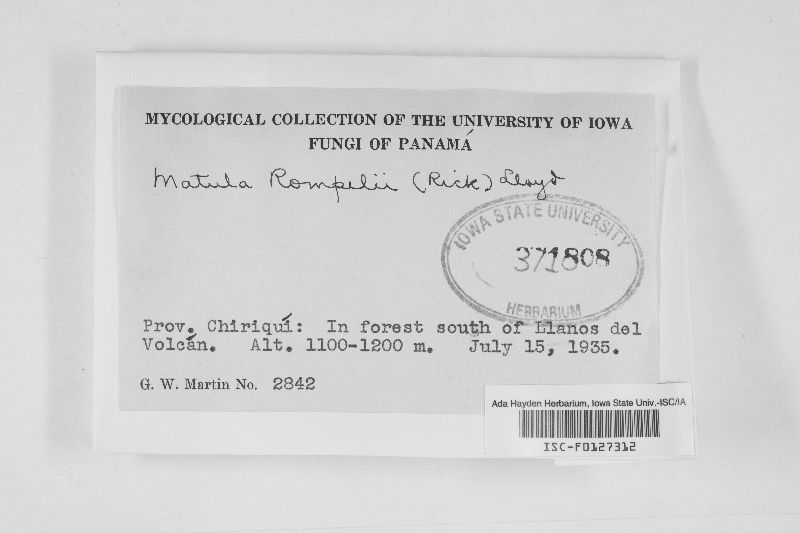 MYCOLOGICAL COLLECTION OF THE UNIVERSITY OF IOWA
FUNGI OF PANAMÁ
Matula Rompelii (Rick) Lloyd
IOWA STATE UNIVERSITY
371808
HERBARIUM
Prov. Chiriquí: In forest south of Llanos del
Volcán. Alt. 1100-1200 m. July 15, 1935.
G. W. Martin No. 2842
Ada Hayden Herbarium, Iowa State Univ.-ISC/IA
ISC-F0127312